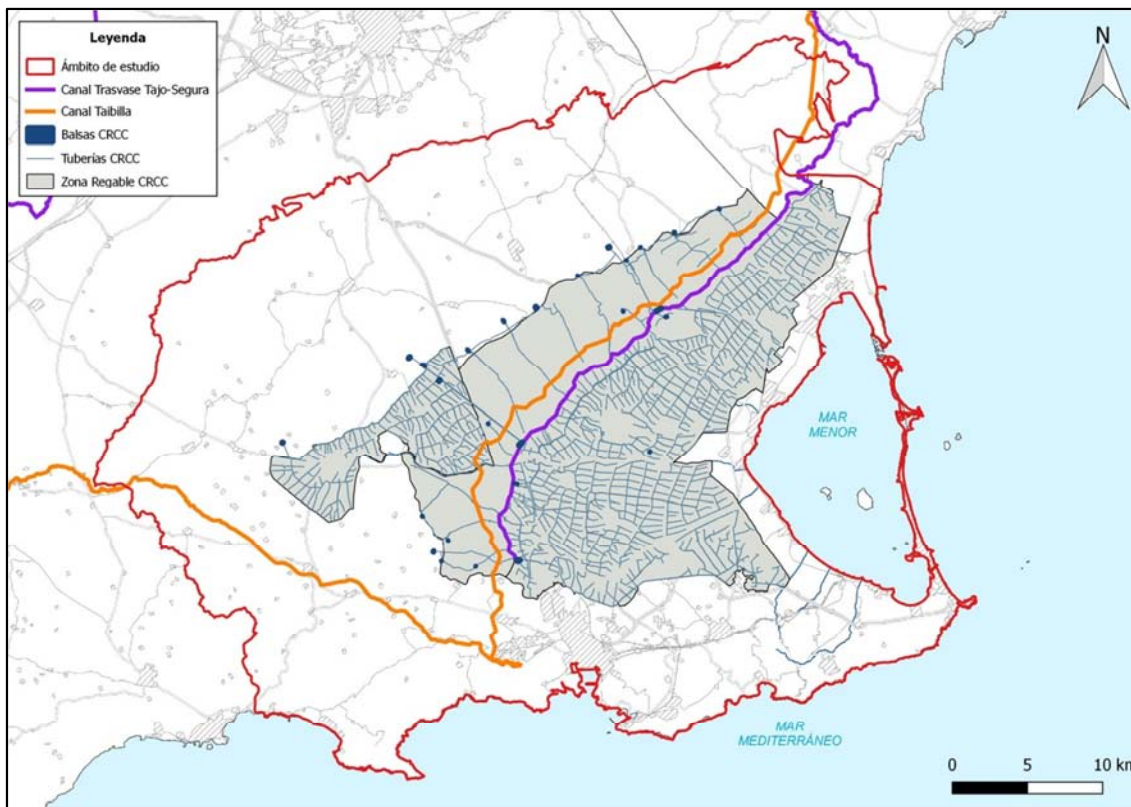 Leyenda
Ámbito de estudio
Canal Trasvase Tajo-Segura
Canal Taibilla
Balsas CRCC
Tuberías CRCC
Zona Regable CRCC
N
MAR
MENOR
MAR
MEDITERRÁNEO
0 5 10 km